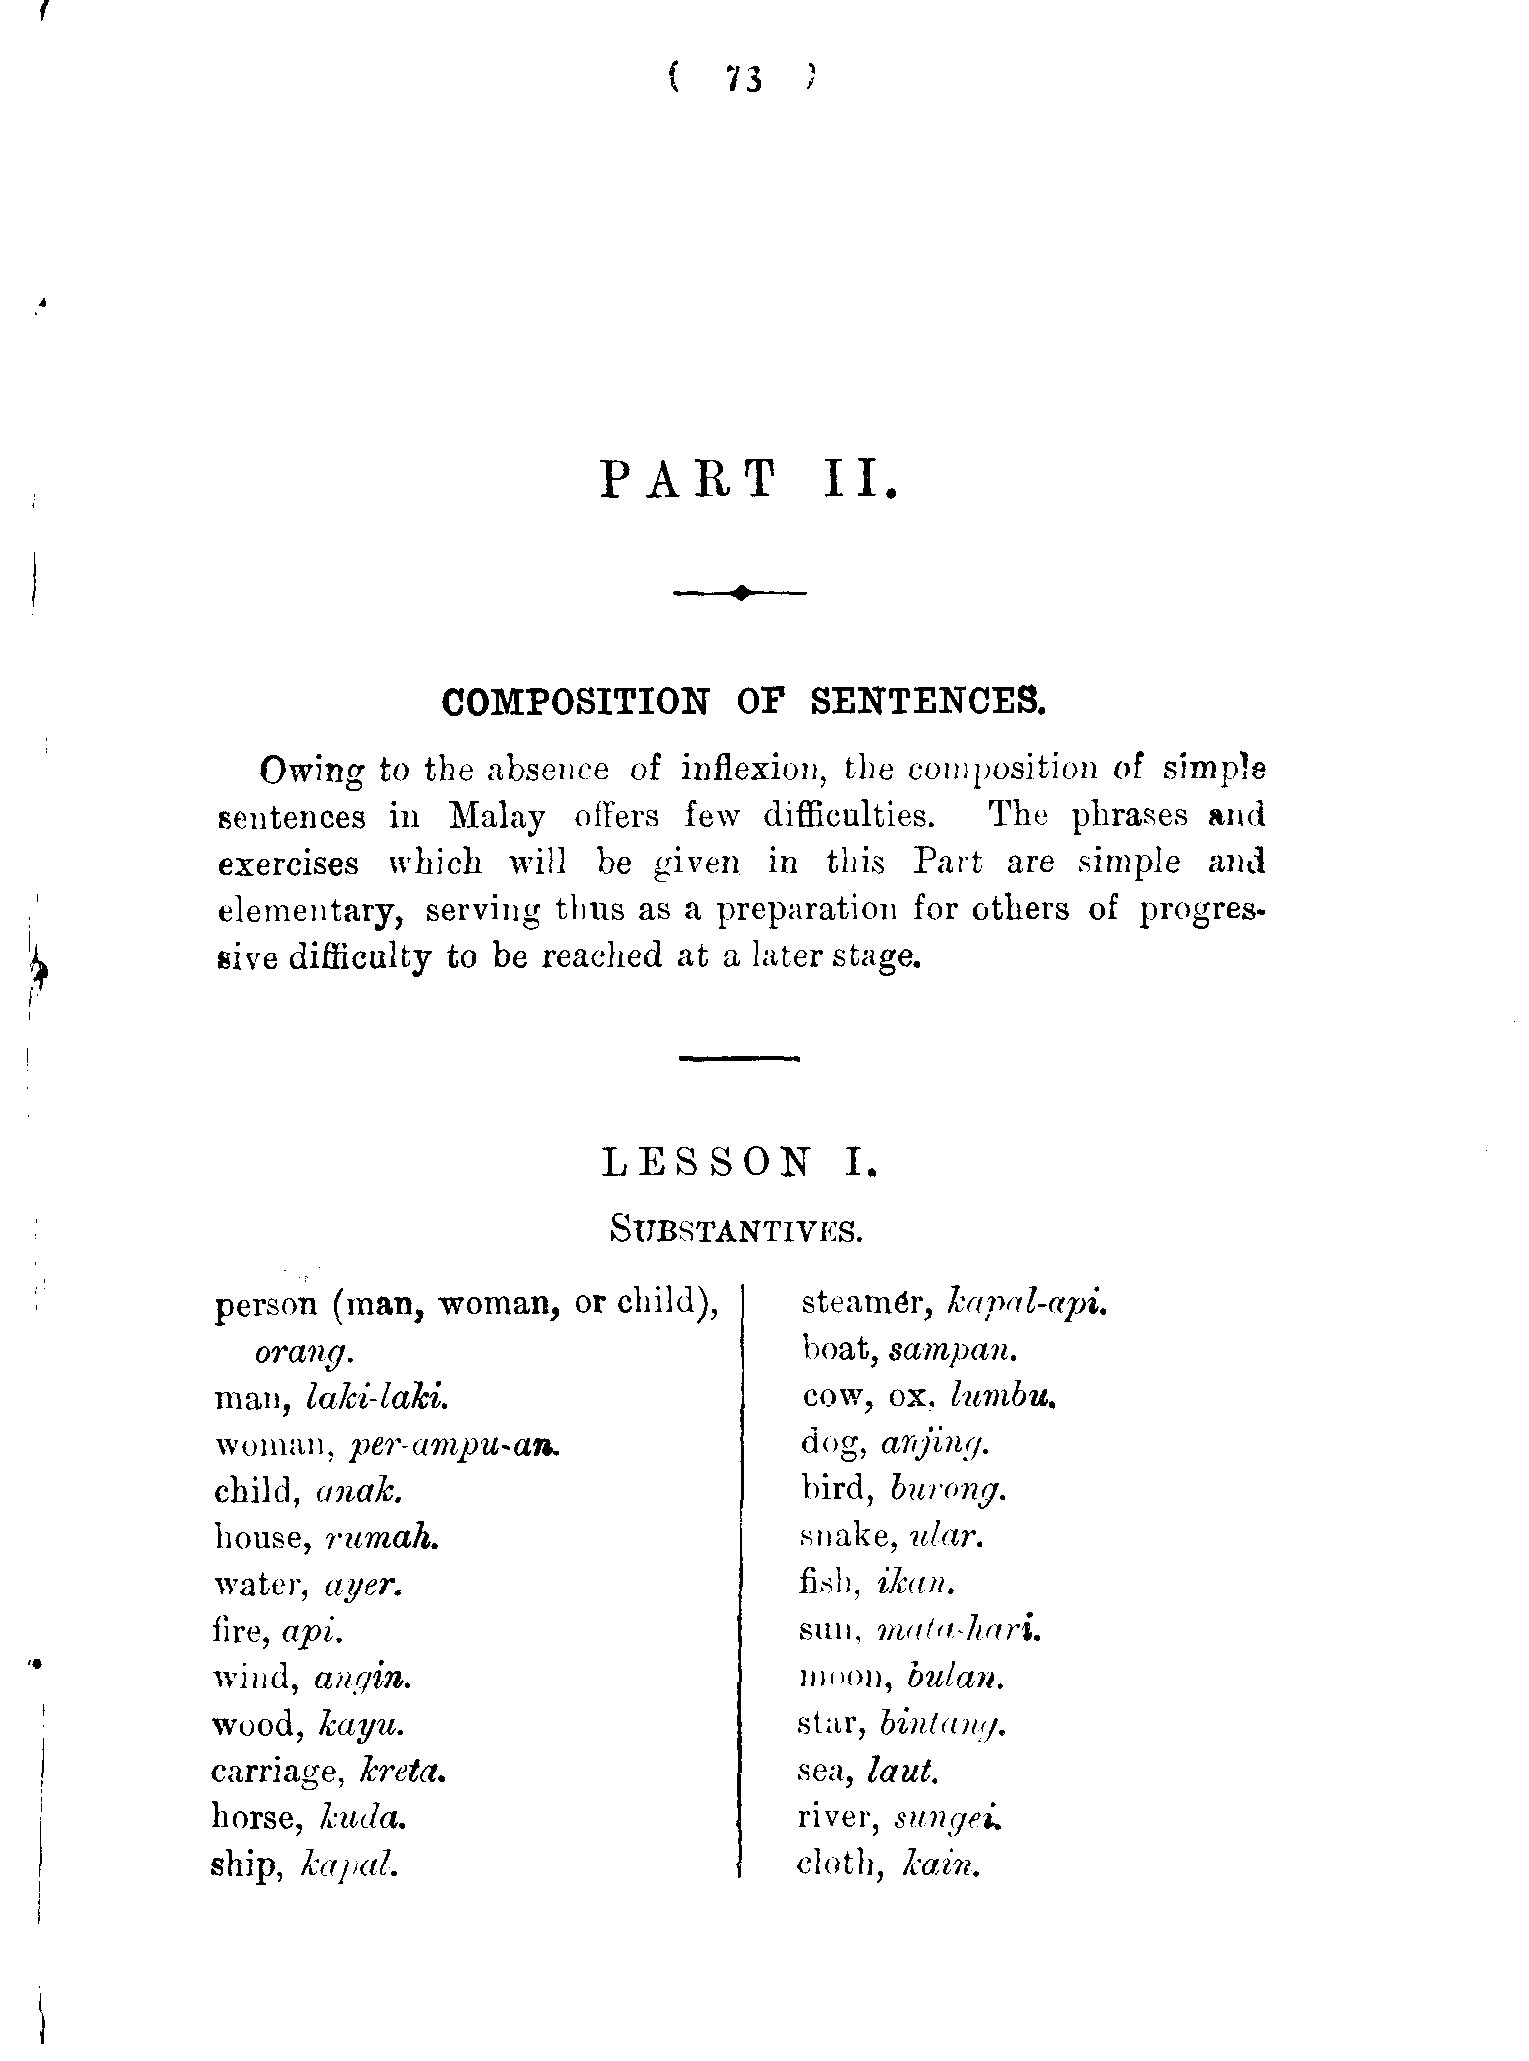 ( 73 )
PART II.
COMPOSITION OF SENTENCES.
Owing to the absence of inflexion, the composition of simple
sentences in Malay offers few difficulties. The phrases and
exercises which will be given in this Part are simple and
elementary, serving thus as a preparation for others of progres-
sive difficulty to be reached at a later stage.
LESSON I.
SUBSTANTIVES.
person (man, woman, or child),
orang.
man, laki-laki.
woman, per-ampu-an.
child, anak.
house, rumah.
water, ayer.
fire, api.
wind, angin.
wood, kayu.
carriage, kreta.
horse, kuda.
ship, kapal.
steamer, kapal-api.
boat, sampan.
cow, ox, lumbu.
dog, anjing.
bird, burong.
snake, ular.
fish, ikan.
sun, mata-hari.
moon, bulan.
star, bintang.
sea, laut.
river, sungei.
cloth, kain.